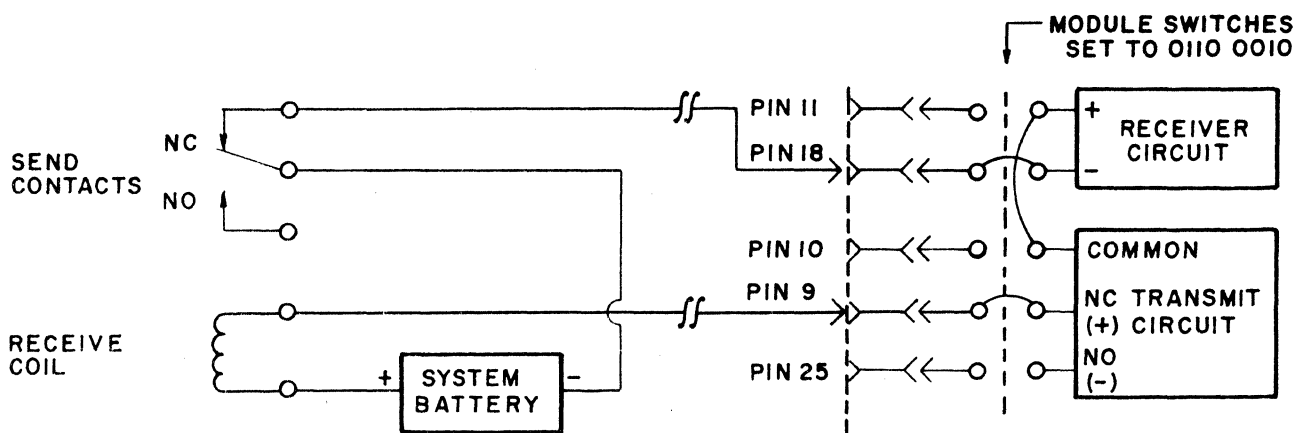 MODULE SWITCHES
SET TO 0110 0010
SEND
CONTACTS
NC
NO
RECEIVE
COIL
+ SYSTEM
BATTERY -
PIN 11
PIN 18
PIN 10
PIN 9
PIN 25
+ RECEIVER
CIRCUIT
-
COMMON
NC TRANSMIT
(+) CIRCUIT
NO
(-)